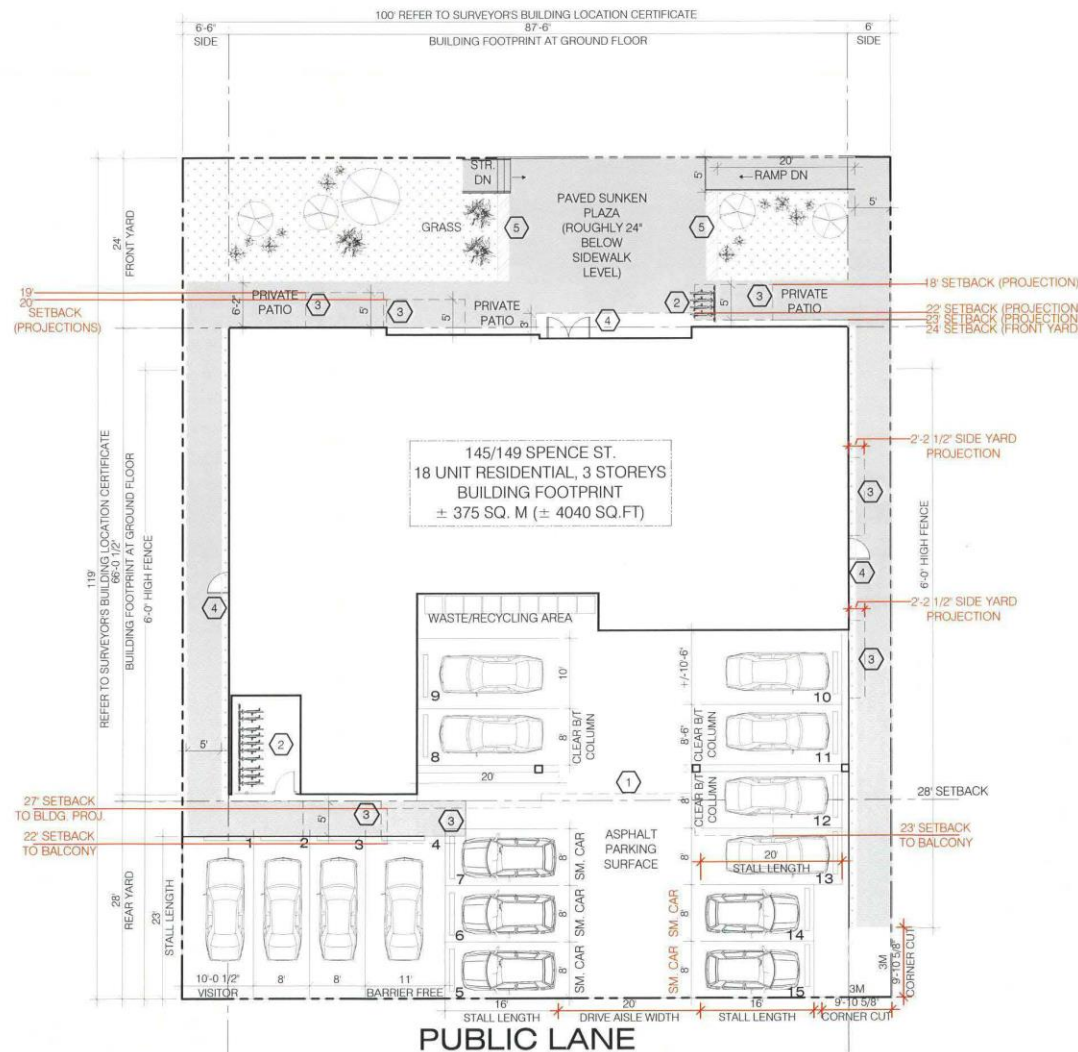 100' REFER TO SURVEYOR'S BUILDING LOCATION CERTIFICATE
6'-6" 87'-6" 6'
SIDE BUILDING FOOTPRINT AT GROUND FLOOR SIDE
STR.
DN
20'
RAMP DN
5'
5'
PAVED SUNKEN
PLAZA
(ROUGHLY 24"
BELOW
SIDEWALK
LEVEL)
GRASS
5
5
24'
FRONT YARD
19'
20'
SETBACK
(PROJECTIONS)
6'-2"
PRIVATE
PATIO
3
5'
3
5'
PRIVATE
PATIO
3'
4
2
5'
3
PRIVATE
PATIO
18' SETBACK (PROJECTION)
22' SETBACK (PROJECTION
23' SETBACK (PROJECTION
24' SETBACK (FRONT YARD
145/149 SPENCE ST.
18 UNIT RESIDENTIAL, 3 STOREYS
BUILDING FOOTPRINT
± 375 SQ. M (± 4040 SQ.FT)
2'-2 1/2" SIDE YARD
PROJECTION
3
6'-0' HIGH FENCE
4
2'-2 1/2" SIDE YARD
PROJECTION
3
119'
REFER TO SURVEYOR'S BUILDING LOCATION CERTIFICATE
66'-0 1/2"
BUILDING FOOTPRINT AT GROUND FLOOR
6'-0' HIGH FENCE
4
WASTE/RECYCLING AREA
9
10'
+/-10'-6"
10
8
8'
CLEAR B/T
COLUMN
8'-6"
CLEAR B/T
COLUMN
11
2
5'
20'
1
8'
CLEAR B/T
COLUMN
12
28' SETBACK
27' SETBACK
TO BLDG. PROJ.
22' SETBACK
TO BALCONY
5'
3
3
1
2
3
4
ASPHALT
PARKING
SURFACE
23' SETBACK
TO BALCONY
8'
20'
STALL LENGTH
13
7
8'
SM. CAR
6
8'
SM. CAR
SM. CAR
8'
14
5
8'
SM. CAR
SM. CAR
8'
15
28'
REAR YARD
23'
STALL LENGTH
10'-0 1/2"
8'
8'
11'
VISITOR
BARRIER FREE
3M
9'-10 5/8"
CORNER CUT
3M
16' 20' 16' 9'-10 5/8"
STALL LENGTH DRIVE AISLE WIDTH STALL LENGTH CORNER CUT
PUBLIC LANE